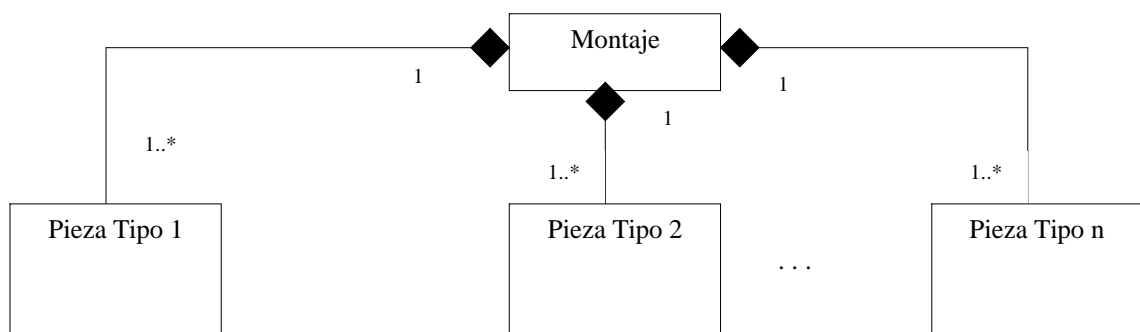 Montaje
1
1
1
1..*
1..*
1..*
Pieza Tipo 1
Pieza Tipo 2
Pieza Tipo n
. . .